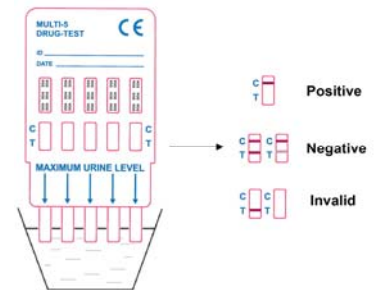 MULTI-5
DRUG-TEST
CE
ID
DATE
C C
T T
MAXIMUM URINE LEVEL
C
T
Positive
C C
T T
Negative
C C
T T
Invalid